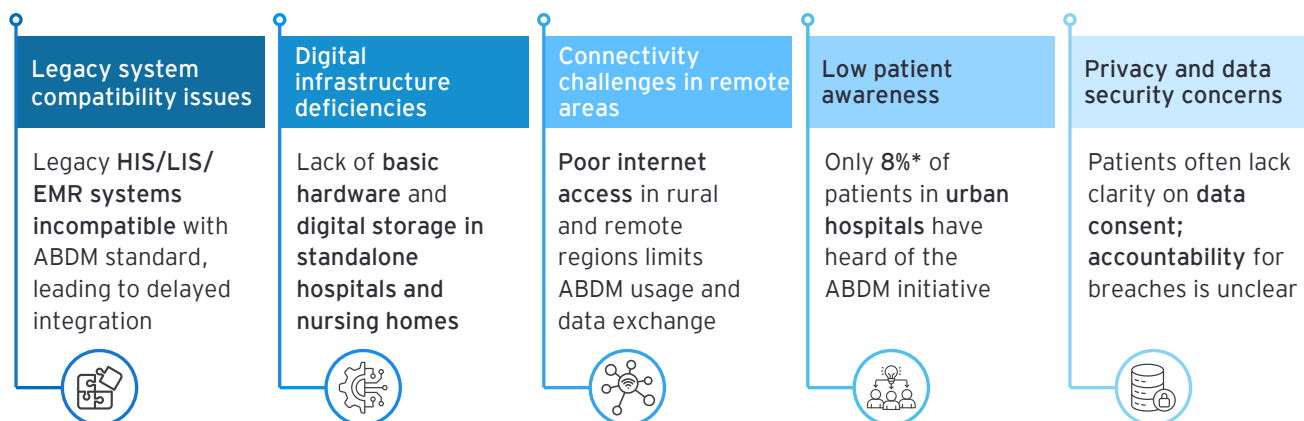 Legacy system
compatibility issues
Legacy HIS/LIS/
EMR systems
incompatible with
ABDM standard,
leading to delayed
integration
Digital
infrastructure
deficiencies
Lack of basic
hardware and
digital storage in
standalone
hospitals and
nursing homes
Connectivity
challenges in remote
areas
Poor internet
access in rural
and remote
regions limits
ABDM usage and
data exchange
Low patient
awareness
Only 8%* of
patients in urban
hospitals have
heard of the
ABDM initiative
Privacy and data
security concerns
Patients often lack
clarity on data
consent;
accountability for
breaches is unclear